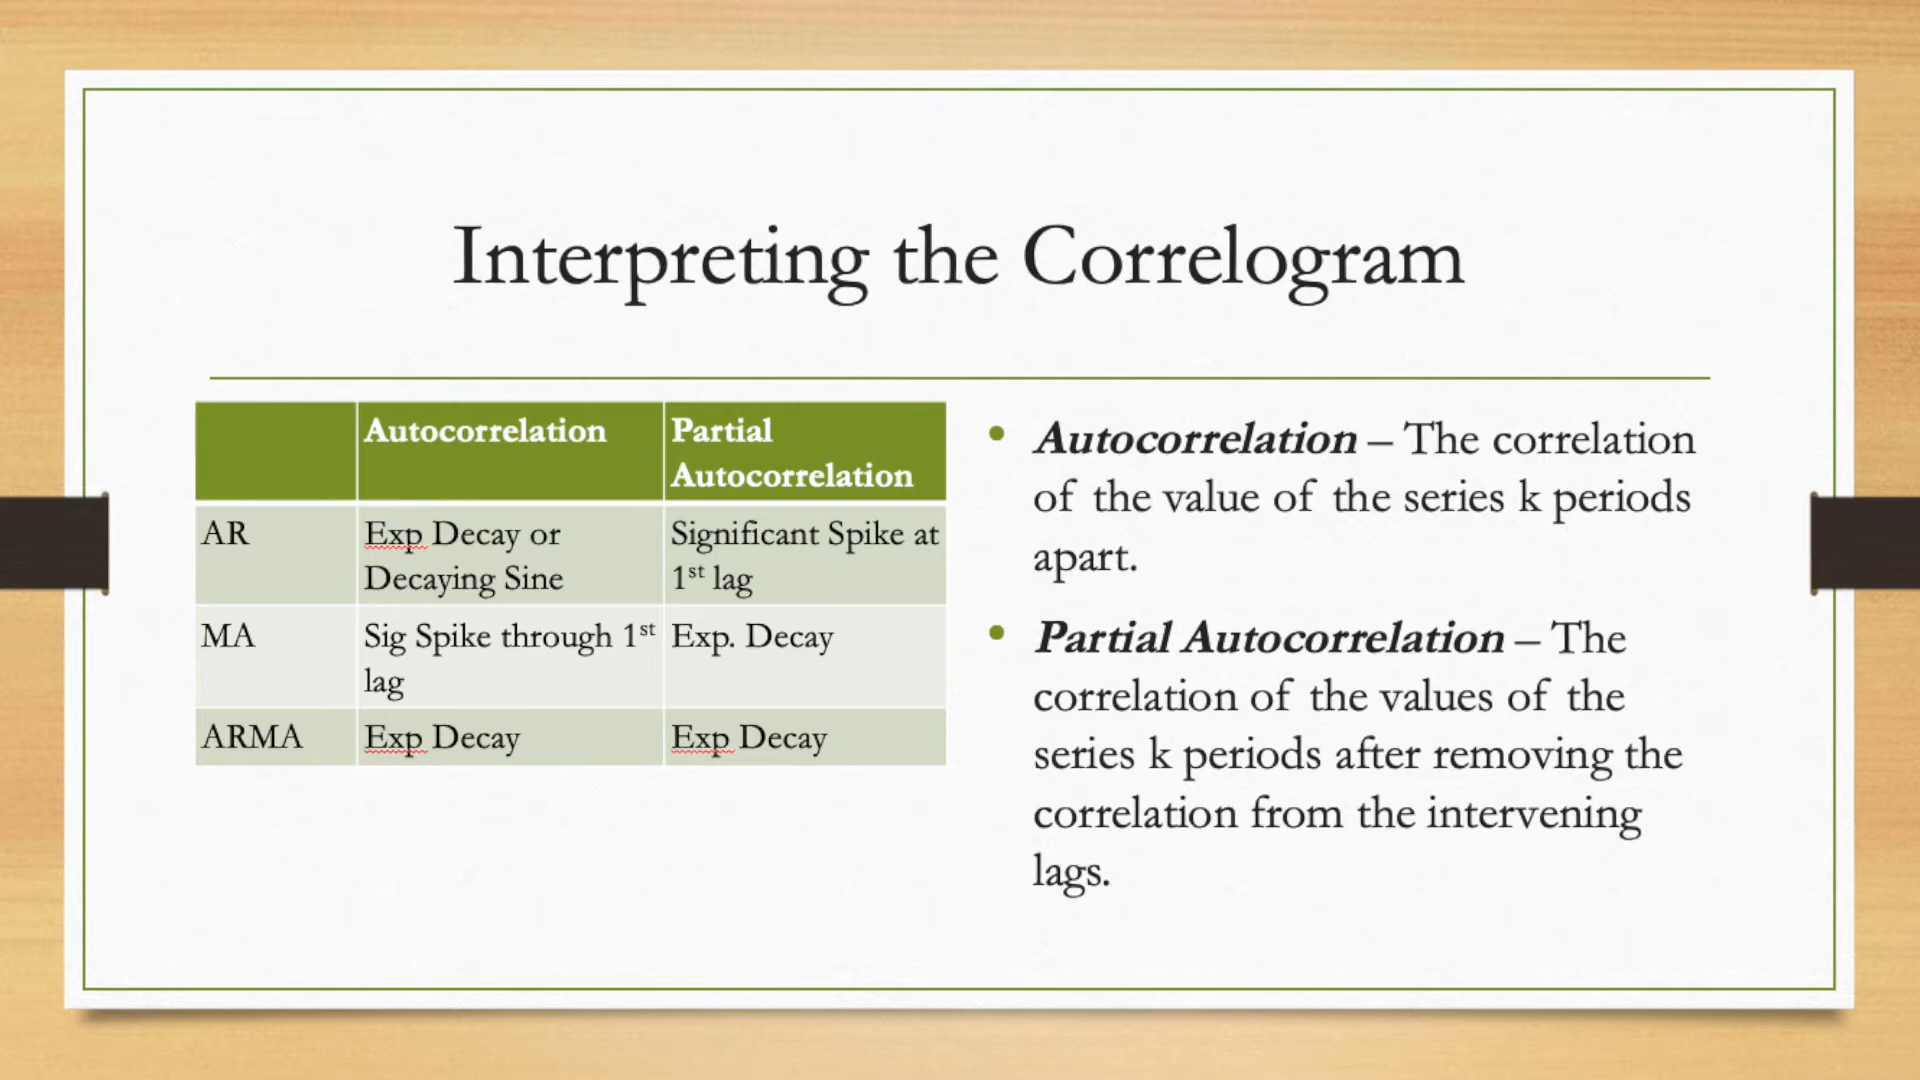 Interpreting the Correlogram
Autocorrelation
Partial
Autocorrelation
AR
Exp Decay or
Decaying Sine
Significant Spike at
1st lag
MA
Sig Spike through 1st
lag
Exp. Decay
ARMA
Exp Decay
Exp Decay
• Autocorrelation – The correlation
of the value of the series k periods
apart.
• Partial Autocorrelation – The
correlation of the values of the
series k periods after removing the
correlation from the intervening
lags.